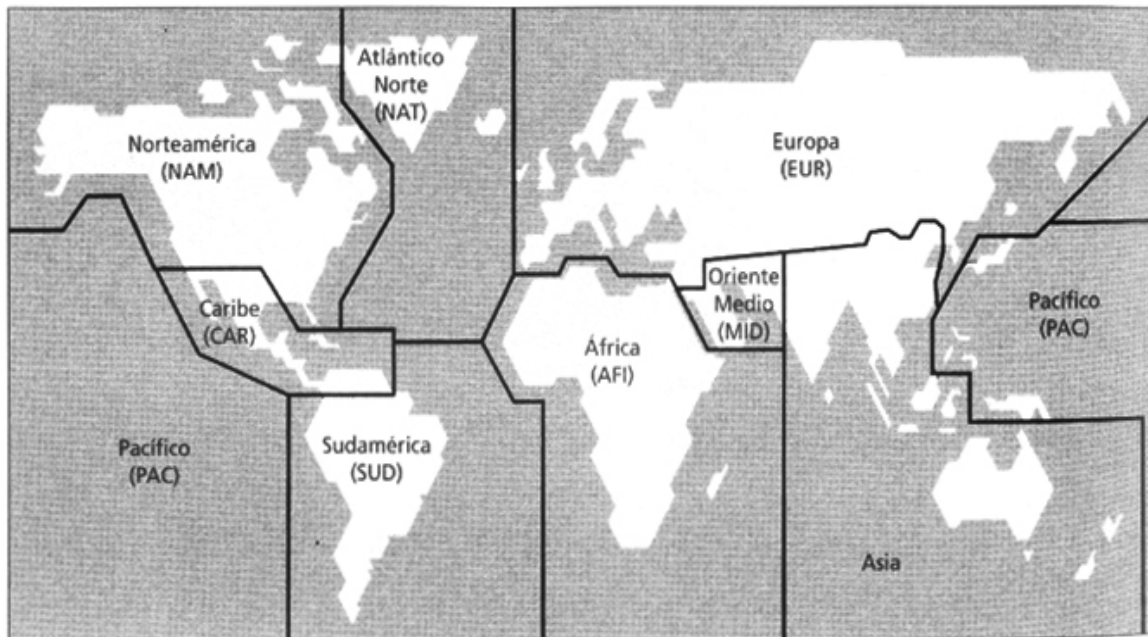 Atlántico
Norte
(NAT)
Norteamérica
(NAM)
Europa
(EUR)
Caribe
(CAR)
Oriente
Medio
(MID)
Pacífico
(PAC)
África
(AFI)
Pacífico
(PAC)
Sudamérica
(SUD)
Asia